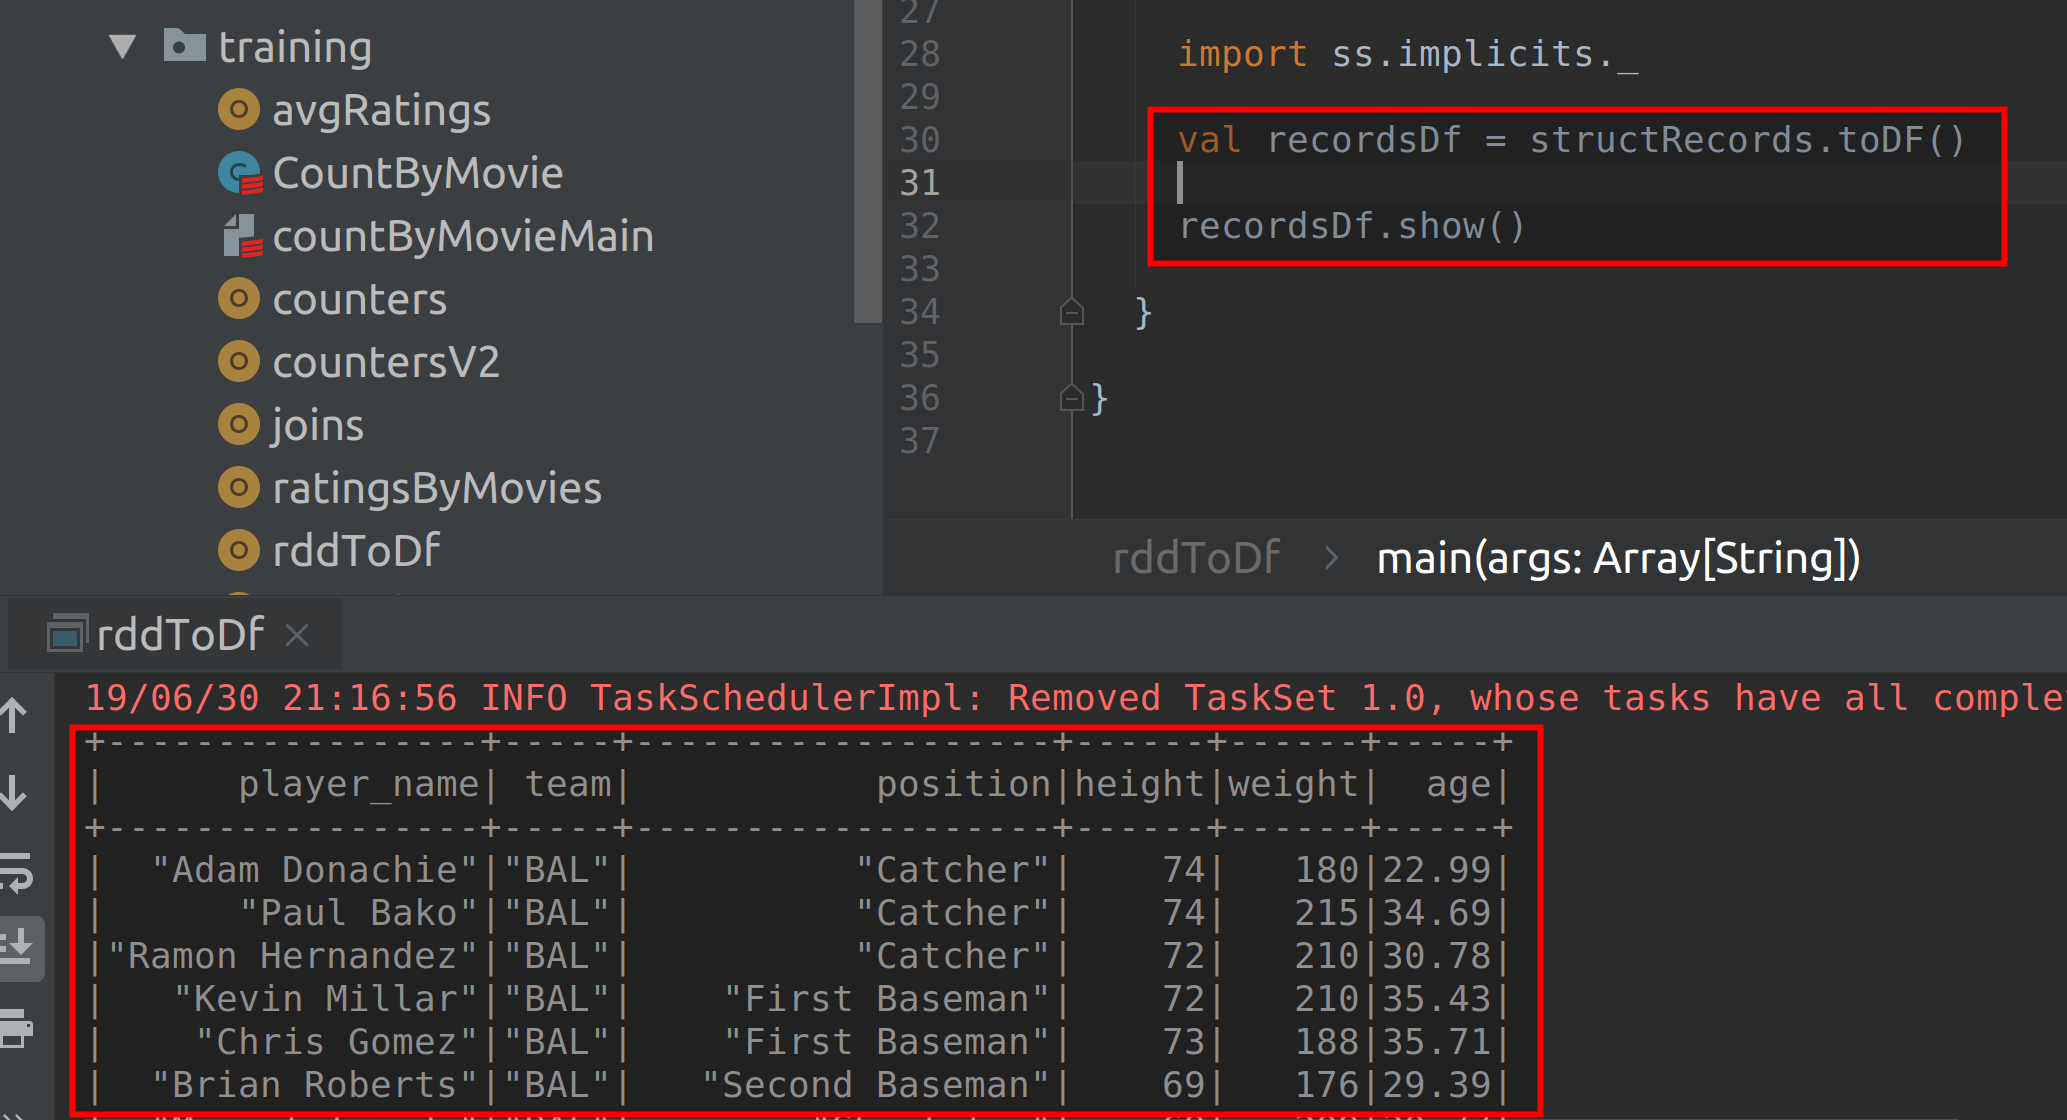 training
avgRatings
CountByMovie
countByMovieMain
counters
countersV2
joins
ratingsByMovies
rddToDf
27
28 import ss.implicits._
29
30 val recordsDf = structRecords.toDF()
31
32 recordsDf.show()
33
34 }
35
36 }
37
rddToDf > main(args: Array[String])
rddToDf ×
19/06/30 21:16:56 INFO TaskSchedulerImpl: Removed TaskSet 1.0, whose tasks have all comple
+-----------------+-----+-------------------+------+------+-----+
|      player_name| team|           position|height|weight|  age|
+-----------------+-----+-------------------+------+------+-----+
|  "Adam Donachie"|"BAL"|          "Catcher"|    74|   180|22.99|
|      "Paul Bako"|"BAL"|          "Catcher"|    74|   215|34.69|
|"Ramon Hernandez"|"BAL"|          "Catcher"|    72|   210|30.78|
|   "Kevin Millar"|"BAL"|    "First Baseman"|    72|   210|35.43|
|    "Chris Gomez"|"BAL"|    "First Baseman"|    73|   188|35.71|
|  "Brian Roberts"|"BAL"|   "Second Baseman"|    69|   176|29.39|